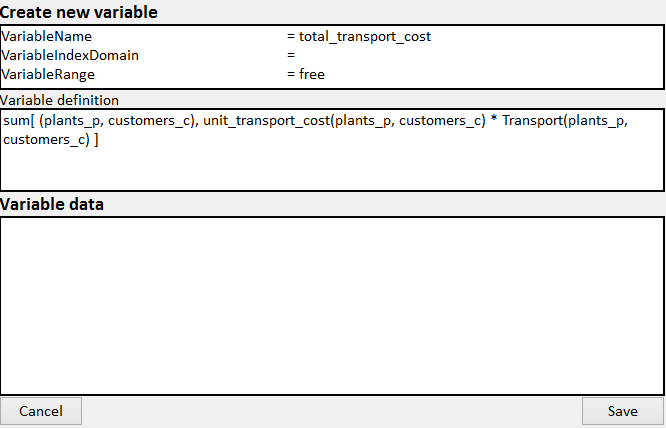 Create new variable
VariableName = total_transport_cost
VariableIndexDomain =
VariableRange = free
Variable definition
sum[ (plants_p, customers_c), unit_transport_cost(plants_p, customers_c) * Transport(plants_p,
customers_c) ]
Variable data
Cancel Save